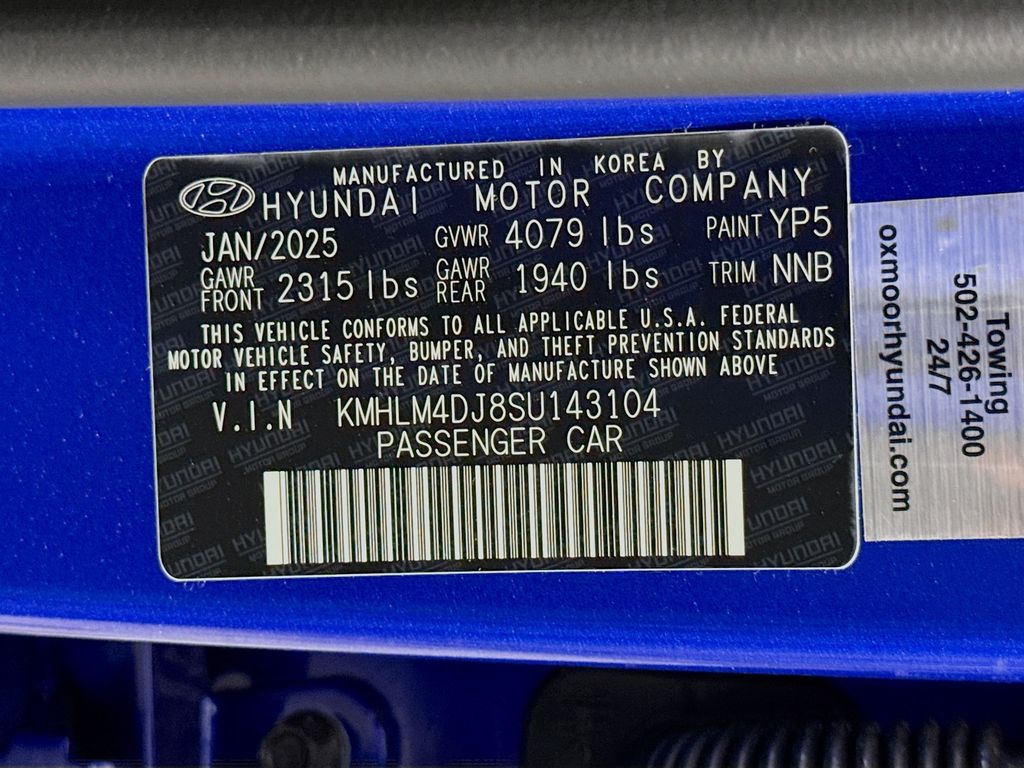 MANUFACTURED IN KOREA BY
HYUNDAI MOTOR COMPANY
JAN/2025 GVWR 4079 lbs PAINT YP5
GAWR FRONT 2315 lbs GAWR REAR 1940 lbs TRIM NNB
THIS VEHICLE CONFORMS TO ALL APPLICABLE U.S.A. FEDERAL
MOTOR VEHICLE SAFETY, BUMPER, AND THEFT PREVENTION STANDARDS
IN EFFECT ON THE DATE OF MANUFACTURE SHOWN ABOVE
V.I.N KMHLM4DJ8SU143104
PASSENGER CAR
Towing
502-426-1400
24/7
oxmoorhyundai.com
HYUNDAI
MOTOR GROUP